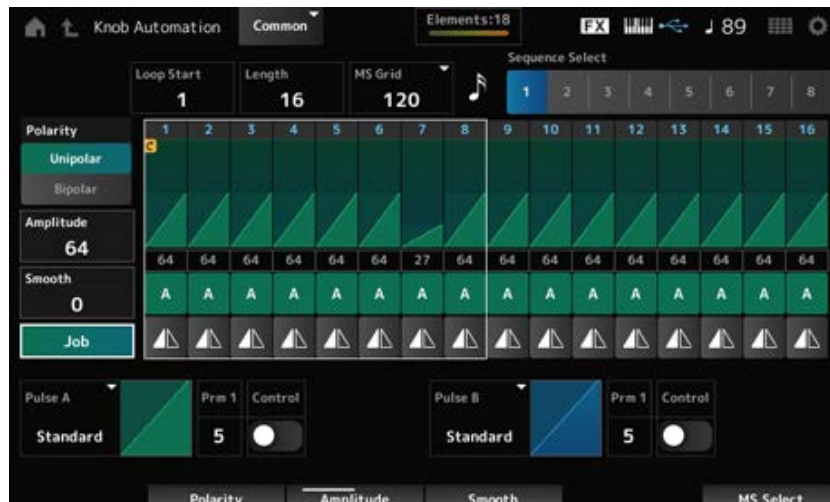 Knob Automation Common Elements:18 FX ♩ 89
Sequence Select
Loop Start Length MS Grid
1 16 120 1 2 3 4 5 6 7 8
Polarity 1 2 3 4 5 6 7 8 9 10 11 12 13 14 15 16
C
Unipolar
Bipolar
Amplitude
64
64 64 64 64 64 64 27 64 64 64 64 64 64 64 64 64
Smooth
0
A A A A A A A A A A A A A A A A
Job
Pulse A Prm 1 Control Pulse B Prm 1 Control
Standard 5 Standard 5
Polarity Amplitude Smooth MS Select